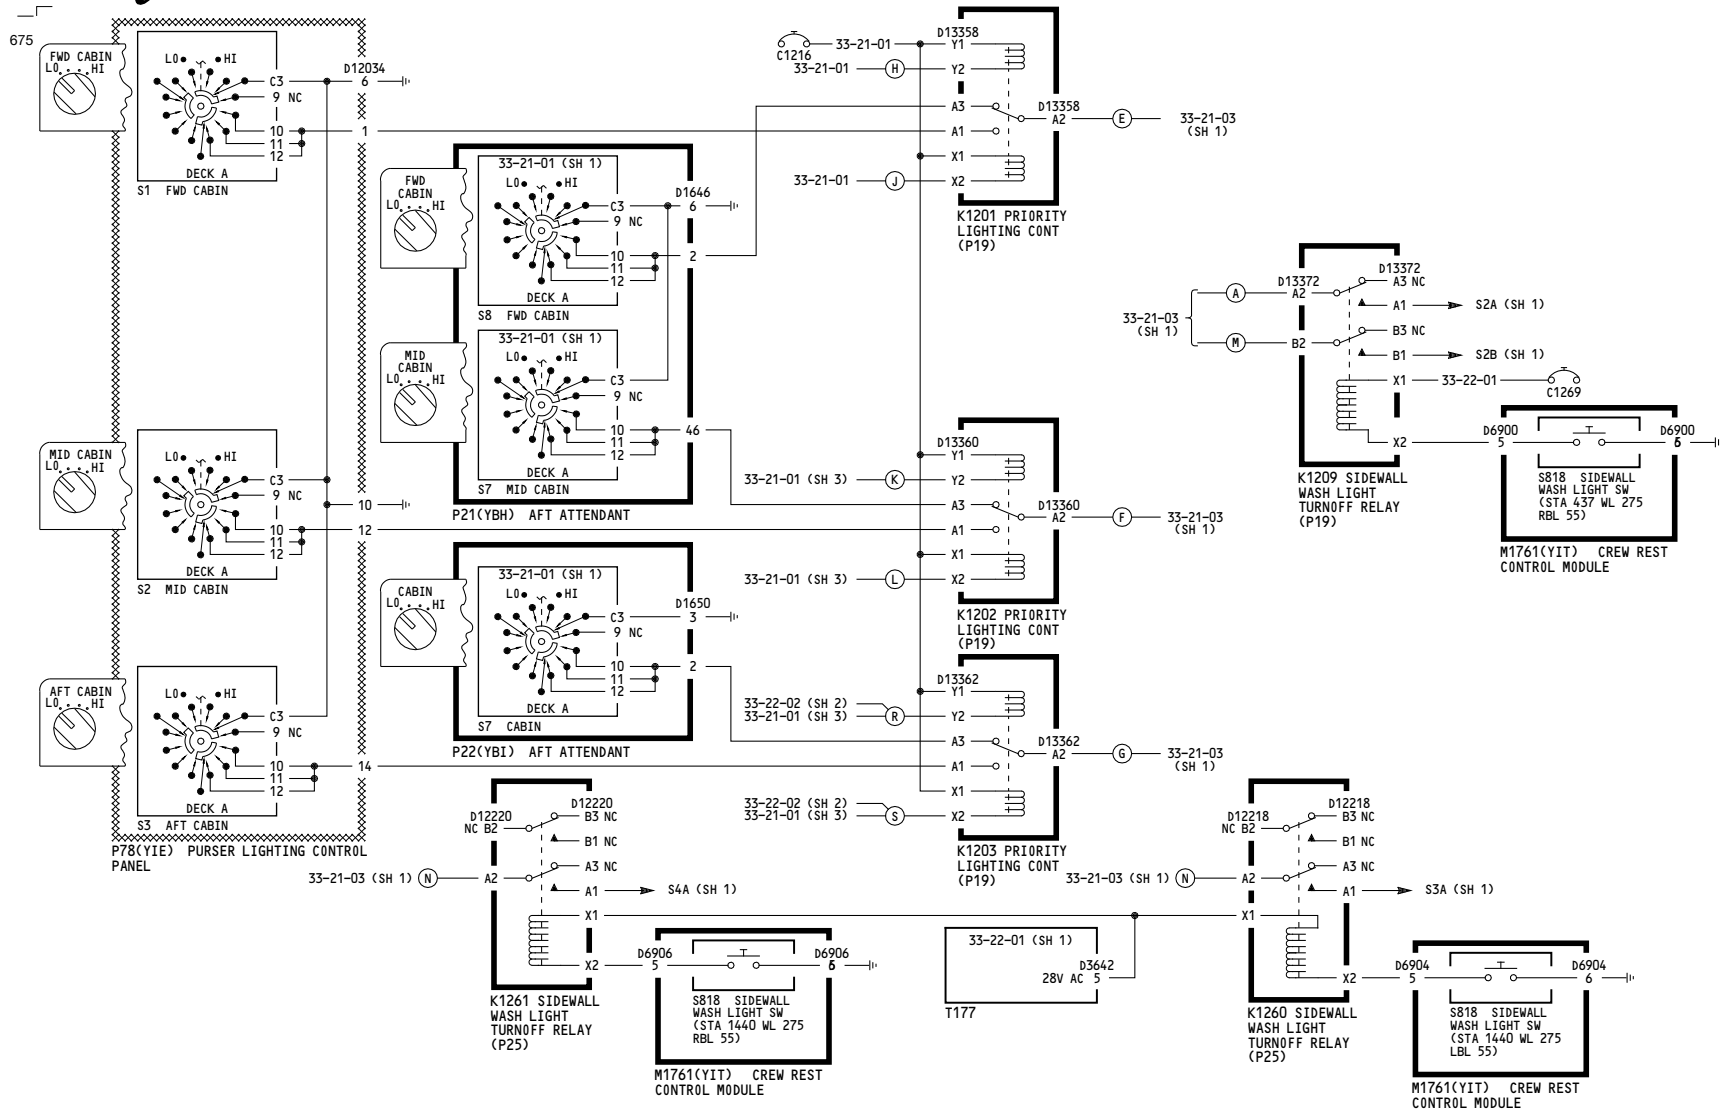 675
FWD CABIN
LO HI
LO HI
C3
9 NC
10
11
12
DECK A
S1 FWD CABIN
D12034
6
1
MID CABIN
LO HI
LO HI
C3
9 NC
10
11
12
DECK A
S2 MID CABIN
10
12
AFT CABIN
LO HI
LO HI
C3
9 NC
10
11
12
DECK A
S3 AFT CABIN
14
P78(YIE) PURSER LIGHTING CONTROL
PANEL
FWD
CABIN
LO HI
33-21-01 (SH 1)
LO HI
C3
9 NC
10
11
12
DECK A
S8 FWD CABIN
D1646
6
2
MID
CABIN
LO HI
33-21-01 (SH 1)
LO HI
C3
9 NC
10
11
12
DECK A
S7 MID CABIN
46
P21(YBH) AFT ATTENDANT
CABIN
LO HI
33-21-01 (SH 1)
LO HI
C3
9 NC
10
11
12
DECK A
S7 CABIN
D1650
3
2
P22(YBI) AFT ATTENDANT
C1216
33-21-01
33-21-01 H
D13358
Y1
Y2
A3
A1
X1
X2
D13358
A2
E
33-21-03
(SH 1)
33-21-01 J
K1201 PRIORITY
LIGHTING CONT
(P19)
D13360
Y1
Y2
A3
A1
X1
X2
33-21-01 (SH 3) K
D13360
A2
F
33-21-03
(SH 1)
33-21-01 (SH 3) L
K1202 PRIORITY
LIGHTING CONT
(P19)
D13362
Y1
Y2
A3
A1
X1
X2
33-22-02 (SH 2)
33-21-01 (SH 3)
R
D13362
A2
G
33-21-03
(SH 1)
33-22-02 (SH 2)
33-21-01 (SH 3)
S
K1203 PRIORITY
LIGHTING CONT
(P19)
33-21-03
(SH 1)
A
M
D13372
A2
B2
D13372
A3 NC
A1
S2A (SH 1)
B3 NC
B1
S2B (SH 1)
X1
33-22-01
C1269
X2
K1209 SIDEWALL
WASH LIGHT
TURNOFF RELAY
(P19)
D6900
5
D6900
6
S818 SIDEWALL
WASH LIGHT SW
(STA 437 WL 275
RBL 55)
M1761(YIT) CREW REST
CONTROL MODULE
D12220
NC B2
D12220
B3 NC
B1 NC
A3 NC
33-21-03 (SH 1) N
A2
A1
S4A (SH 1)
X1
X2
K1261 SIDEWALL
WASH LIGHT
TURNOFF RELAY
(P25)
D6906
5
D6906
6
S818 SIDEWALL
WASH LIGHT SW
(STA 1440 WL 275
RBL 55)
M1761(YIT) CREW REST
CONTROL MODULE
33-22-01 (SH 1)
D3642
28V AC 5
T177
D12218
NC B2
D12218
B3 NC
B1 NC
A3 NC
33-21-03 (SH 1) N
A2
A1
S3A (SH 1)
X1
X2
K1260 SIDEWALL
WASH LIGHT
TURNOFF RELAY
(P25)
D6904
5
D6904
6
S818 SIDEWALL
WASH LIGHT SW
(STA 1440 WL 275
LBL 55)
M1761(YIT) CREW REST
CONTROL MODULE